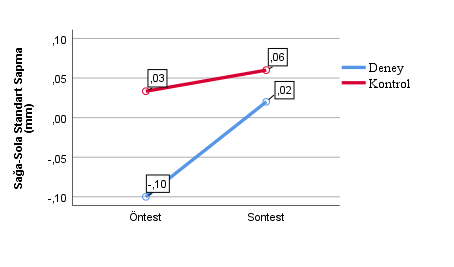 Sağa-Sola Standart Sapma
(mm)
,10
,05
,00
-,05
-,10
,03
,06
,02
-,10
Öntest
Sontest
Deney
Kontrol